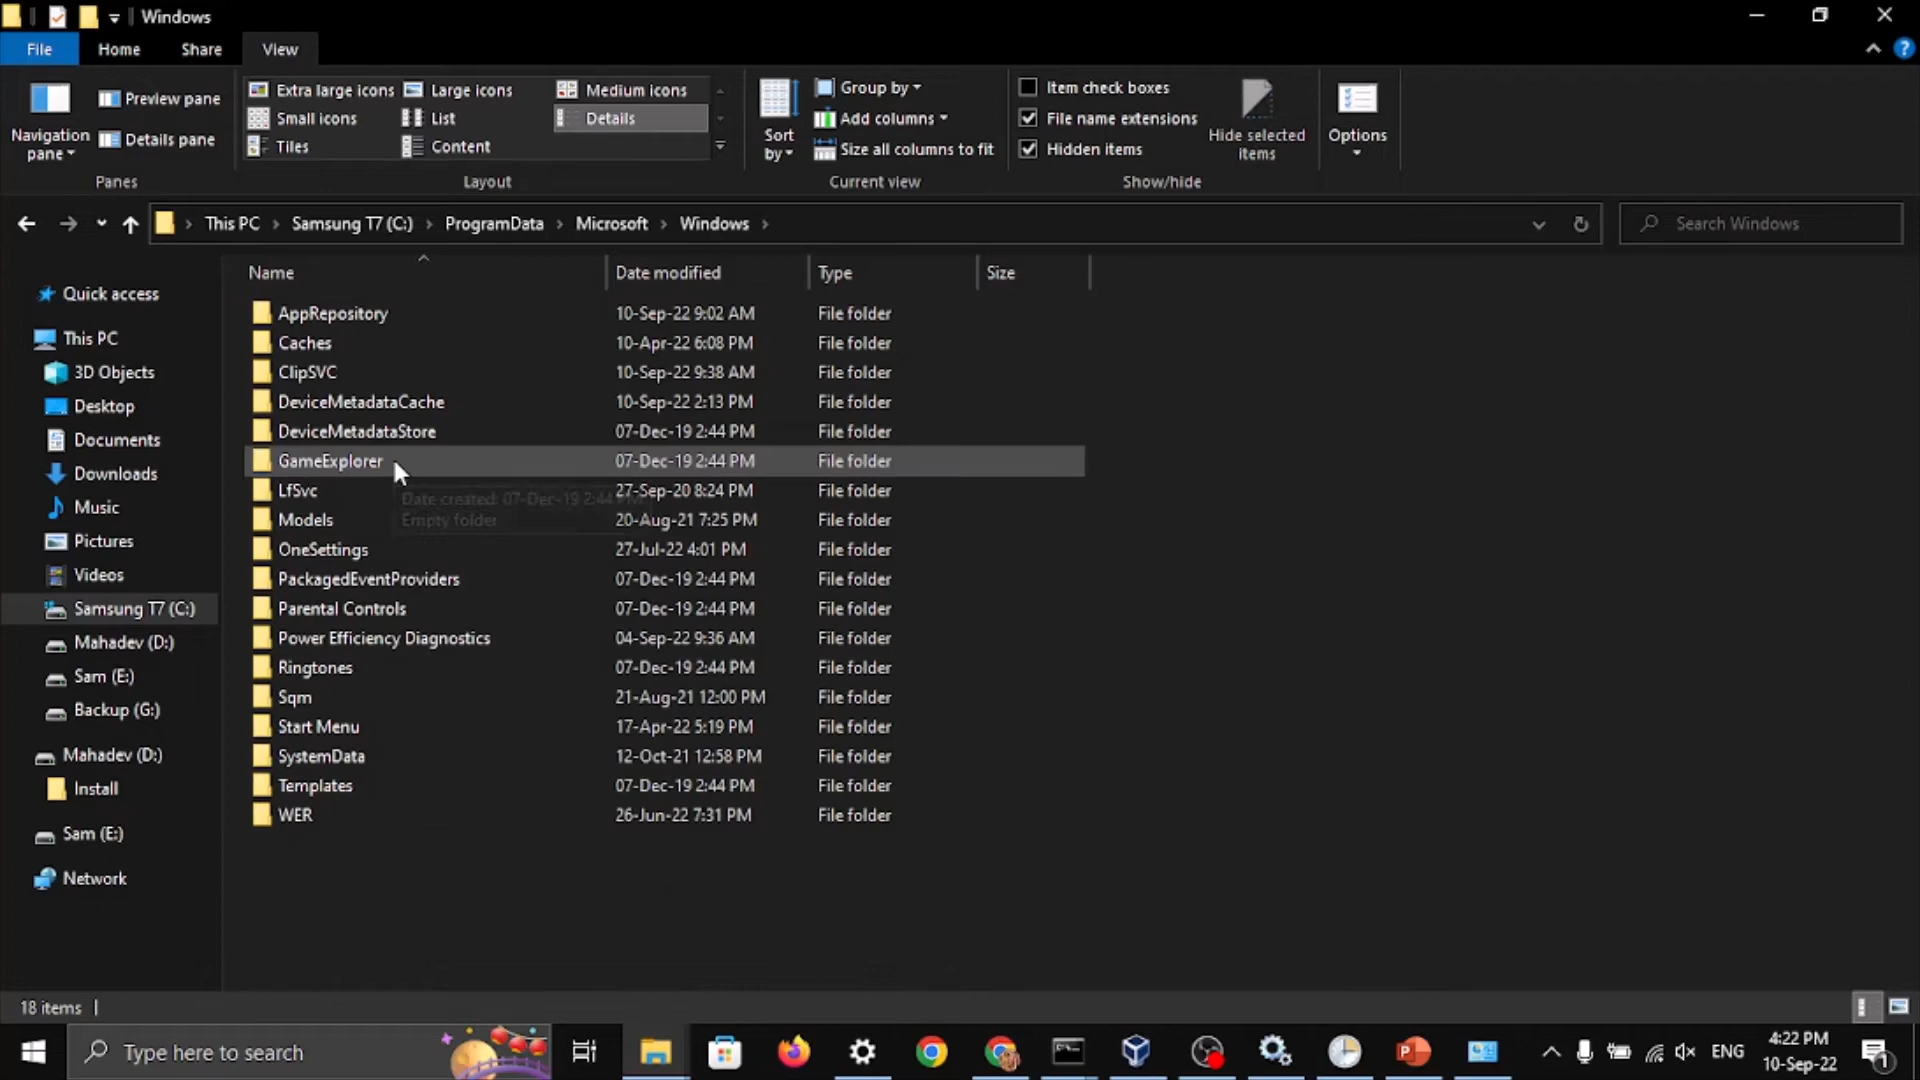 Windows
File Home Share View
Navigation pane
Preview pane
Details pane
Panes
Extra large icons Large icons Medium icons
Small icons List Details
Tiles Content
Layout
Sort by
Group by
Add columns
Size all columns to fit
Current view
Item check boxes
File name extensions
Hidden items
Hide selected items
Show/hide
Options
This PC > Samsung T7 (C:) > ProgramData > Microsoft > Windows >
Search Windows
Quick access
This PC
3D Objects
Desktop
Documents
Downloads
Music
Pictures
Videos
Samsung T7 (C:)
Mahadev (D:)
Sam (E:)
Backup (G:)
Mahadev (D:)
Install
Sam (E:)
Network
Name Date modified Type Size
AppRepository 10-Sep-22 9:02 AM File folder
Caches 10-Apr-22 6:08 PM File folder
ClipSVC 10-Sep-22 9:38 AM File folder
DeviceMetadataCache 10-Sep-22 2:13 PM File folder
DeviceMetadataStore 07-Dec-19 2:44 PM File folder
GameExplorer 07-Dec-19 2:44 PM File folder
LfSvc 27-Sep-20 8:24 PM File folder
Date created: 07-Dec-19 2:44 PM
Empty folder
Models 20-Aug-21 7:25 PM File folder
OneSettings 27-Jul-22 4:01 PM File folder
PackagedEventProviders 07-Dec-19 2:44 PM File folder
Parental Controls 07-Dec-19 2:44 PM File folder
Power Efficiency Diagnostics 04-Sep-22 9:36 AM File folder
Ringtones 07-Dec-19 2:44 PM File folder
Sqm 21-Aug-21 12:00 PM File folder
Start Menu 17-Apr-22 5:19 PM File folder
SystemData 12-Oct-21 12:58 PM File folder
Templates 07-Dec-19 2:44 PM File folder
WER 26-Jun-22 7:31 PM File folder
18 items
Type here to search
ENG
4:22 PM
10-Sep-22
1